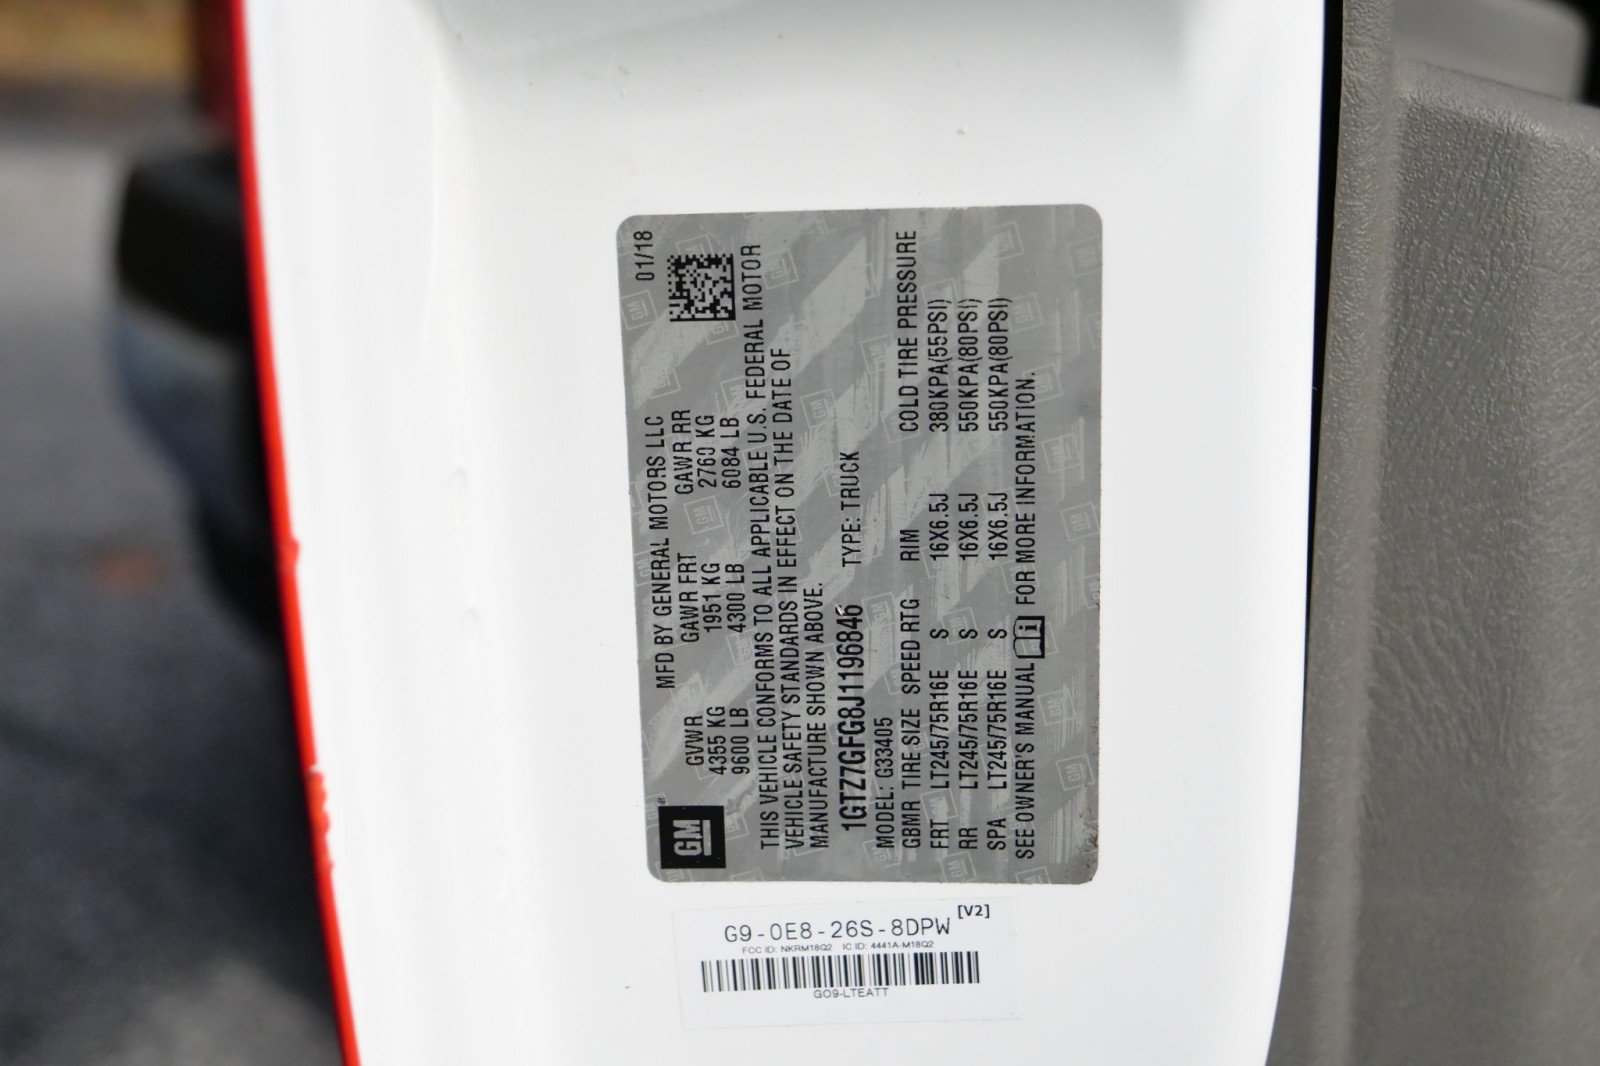 01/18
MFD BY GENERAL MOTORS LLC
GVWR GAWR FRT GAWR RR
4355 KG 1951 KG 2760 KG
9600 LB 4300 LB 6084 LB
GM®
THIS VEHICLE CONFORMS TO ALL APPLICABLE U.S. FEDERAL MOTOR
VEHICLE SAFETY STANDARDS IN EFFECT ON THE DATE OF
MANUFACTURE SHOWN ABOVE.
1GTZ7GFG8J1196846 TYPE: TRUCK
MODEL: G33405
GBMR TIRE SIZE SPEED RTG RIM COLD TIRE PRESSURE
FRT LT245/75R16E S 16X6.5J 380KPA(55PSI)
RR LT245/75R16E S 16X6.5J 550KPA(80PSI)
SPA LT245/75R16E S 16X6.5J 550KPA(80PSI)
SEE OWNER'S MANUAL i FOR MORE INFORMATION.
G9-0E8-26S-8DPW [V2]
FCC ID: NKRM18Q2 IC ID: 4441A-M18Q2
GO9-LTEATT